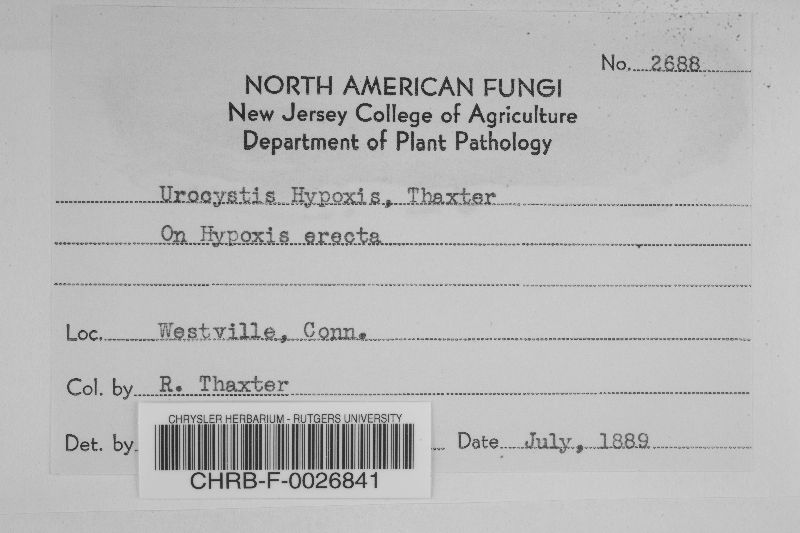 No. 2688
NORTH AMERICAN FUNGI
New Jersey College of Agriculture
Department of Plant Pathology
Urocystis Hypoxis, Thaxter
On Hypoxis erecta
Loc. Westville, Conn.
Col. by R. Thaxter
Det. by Date July, 1889
CHRYSLER HERBARIUM - RUTGERS UNIVERSITY
CHRB-F-0026841